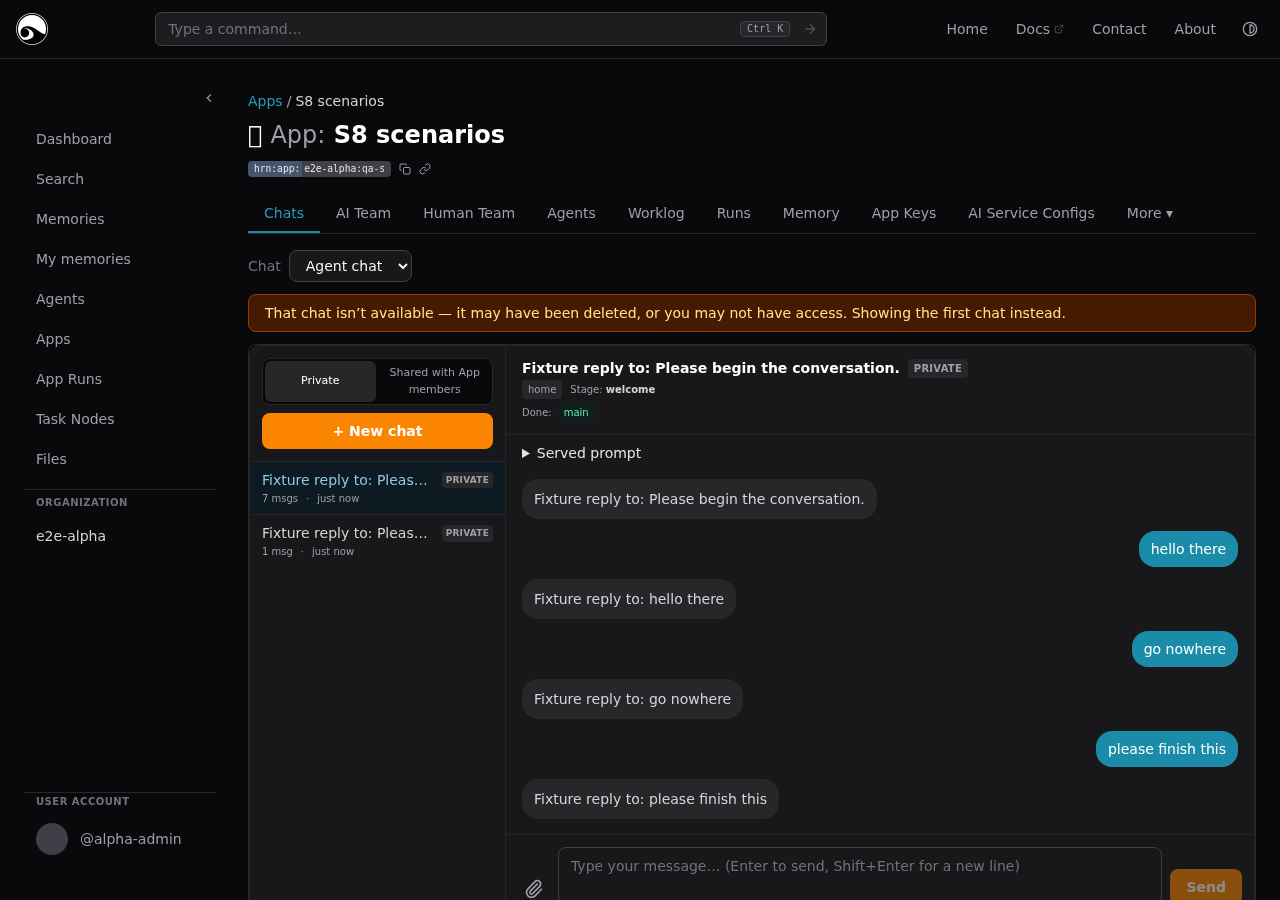 Type a command...
Ctrl K
Home
Docs
Contact
About
Dashboard
Search
Memories
My memories
Agents
Apps
App Runs
Task Nodes
Files
ORGANIZATION
e2e-alpha
USER ACCOUNT
@alpha-admin
Apps / S8 scenarios
App: S8 scenarios
hrn:app: e2e-alpha:qa-s
Chats
AI Team
Human Team
Agents
Worklog
Runs
Memory
App Keys
AI Service Configs
More ▾
Chat
Agent chat
That chat isn’t available — it may have been deleted, or you may not have access. Showing the first chat instead.
Private
Shared with App
members
+ New chat
Fixture reply to: Pleas... PRIVATE
7 msgs · just now
Fixture reply to: Pleas... PRIVATE
1 msg · just now
Fixture reply to: Please begin the conversation. PRIVATE
home Stage: welcome
Done: main
▶ Served prompt
Fixture reply to: Please begin the conversation.
hello there
Fixture reply to: hello there
go nowhere
Fixture reply to: go nowhere
please finish this
Fixture reply to: please finish this
Type your message... (Enter to send, Shift+Enter for a new line)
Send